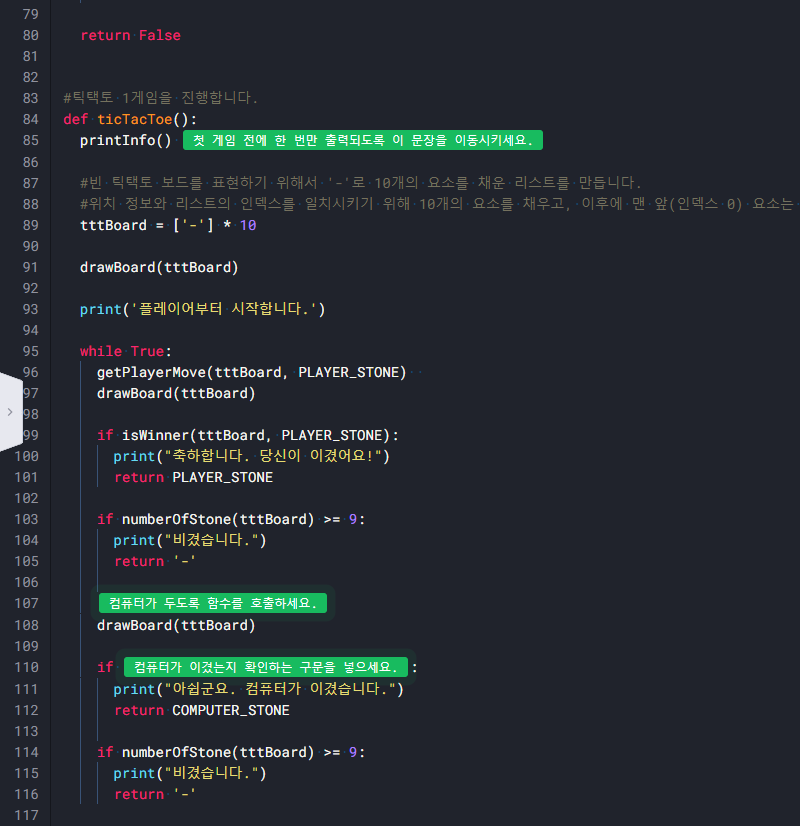 79
80 return False
81
82
83 #틱택토 1게임을 진행합니다.
84 def ticTacToe():
85 printInfo() 첫 게임 전에 한 번만 출력되도록 이 문장을 이동시키세요.
86
87 #빈 틱택토 보드를 표현하기 위해서 '-'로 10개의 요소를 채운 리스트를 만듭니다.
88 #위치 정보와 리스트의 인덱스를 일치시키기 위해 10개의 요소를 채우고, 이후에 맨 앞(인덱스 0) 요소는
89 tttBoard = ['-'] * 10
90
91 drawBoard(tttBoard)
92
93 print('플레이어부터 시작합니다.')
94
95 while True:
96 getPlayerMove(tttBoard, PLAYER_STONE)
97 drawBoard(tttBoard)
98
99 if isWinner(tttBoard, PLAYER_STONE):
100 print("축하합니다. 당신이 이겼어요!")
101 return PLAYER_STONE
102
103 if numberOfStone(tttBoard) >= 9:
104 print("비겼습니다.")
105 return '-'
106
107 컴퓨터가 두도록 함수를 호출하세요.
108 drawBoard(tttBoard)
109
110 if 컴퓨터가 이겼는지 확인하는 구문을 넣으세요. :
111 print("아쉽군요. 컴퓨터가 이겼습니다.")
112 return COMPUTER_STONE
113
114 if numberOfStone(tttBoard) >= 9:
115 print("비겼습니다.")
116 return '-'
117